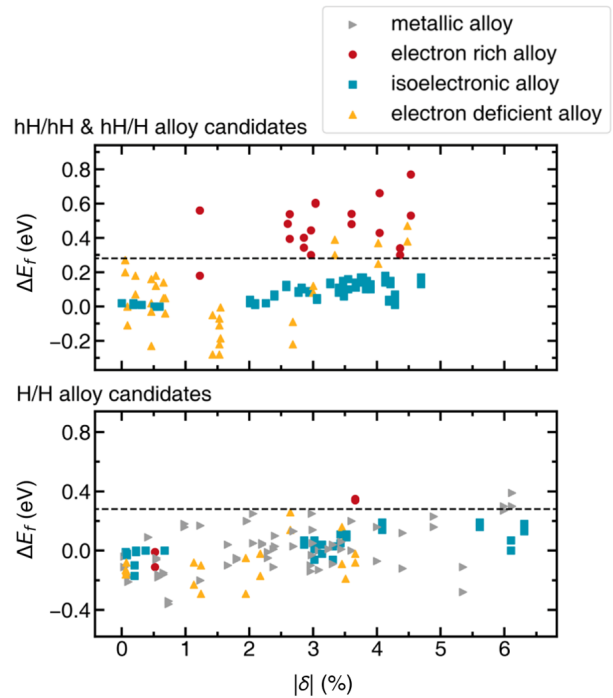 metallic alloy
electron rich alloy
isoelectronic alloy
electron deficient alloy
hH/hH & hH/H alloy candidates
0.8
0.6
0.4
0.2
0.0
−0.2
ΔE_f (eV)
H/H alloy candidates
0.8
0.4
0.0
−0.4
ΔE_f (eV)
0 1 2 3 4 5 6
|δ| (%)